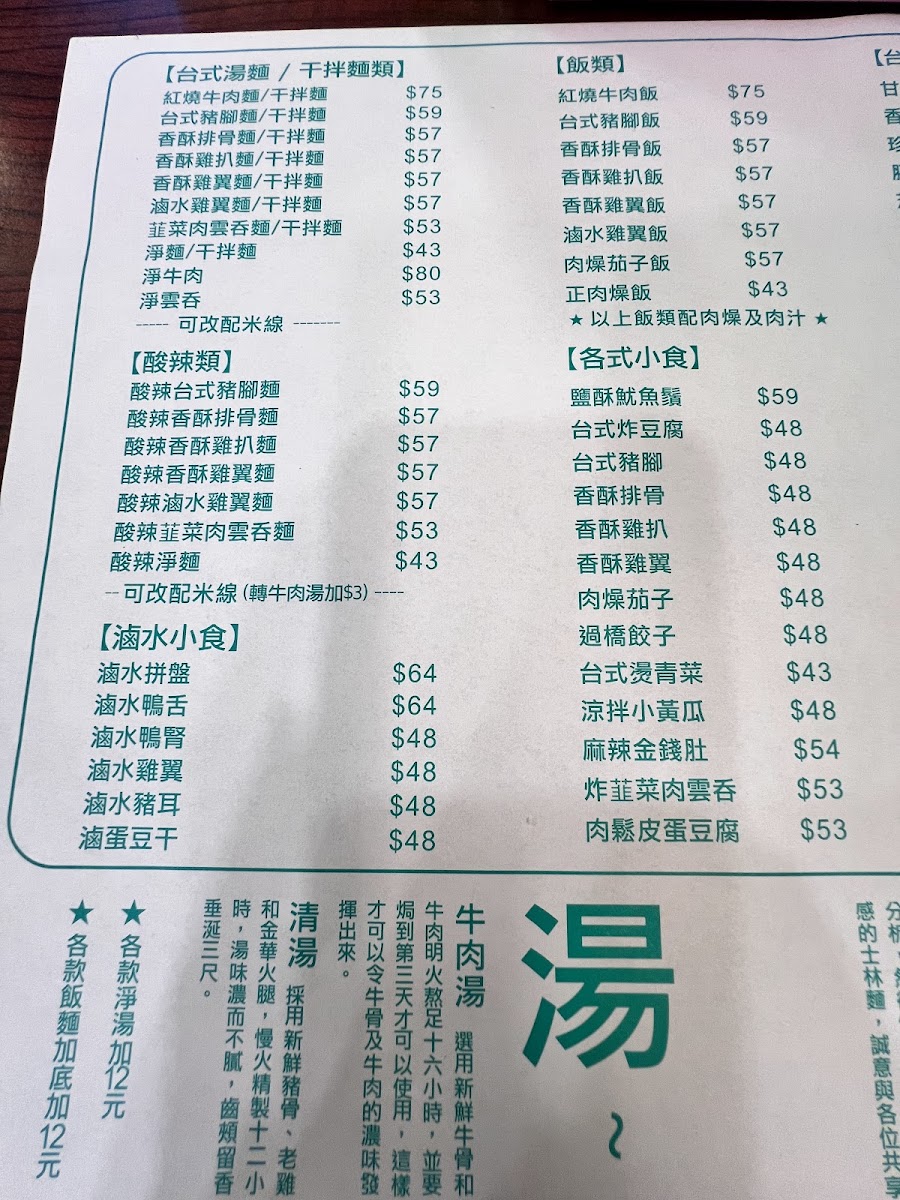 【台式湯麵 / 干拌麵類】
紅燒牛肉麵/干拌麵 $75
台式豬腳麵/干拌麵 $59
香酥排骨麵/干拌麵 $57
香酥雞扒麵/干拌麵 $57
香酥雞翼麵/干拌麵 $57
滷水雞翼麵/干拌麵 $57
韮菜肉雲吞麵/干拌麵 $53
淨麵/干拌麵 $43
淨牛肉 $80
淨雲吞 $53
----- 可改配米線 -------
【酸辣類】
酸辣台式豬腳麵 $59
酸辣香酥排骨麵 $57
酸辣香酥雞扒麵 $57
酸辣香酥雞翼麵 $57
酸辣滷水雞翼麵 $57
酸辣韮菜肉雲吞麵 $53
酸辣淨麵 $43
-- 可改配米線 (轉牛肉湯加$3) ----
【滷水小食】
滷水拼盤 $64
滷水鴨舌 $64
滷水鴨腎 $48
滷水雞翼 $48
滷水豬耳 $48
滷蛋豆干 $48
【飯類】
紅燒牛肉飯 $75
台式豬腳飯 $59
香酥排骨飯 $57
香酥雞扒飯 $57
香酥雞翼飯 $57
滷水雞翼飯 $57
肉燥茄子飯 $57
正肉燥飯 $43
★ 以上飯類配肉燥及肉汁 ★
【各式小食】
鹽酥魷魚鬚 $59
台式炸豆腐 $48
台式豬腳 $48
香酥排骨 $48
香酥雞扒 $48
香酥雞翼 $48
肉燥茄子 $48
過橋餃子 $48
台式燙青菜 $43
涼拌小黃瓜 $48
麻辣金錢肚 $54
炸韮菜肉雲吞 $53
肉鬆皮蛋豆腐 $53
【台
甘
香
珍
感的士林麵，誠意與各位共享
湯～
牛肉湯 選用新鮮牛骨和
牛肉明火熬足十六小時，並要
焗到第三天才可以使用，這樣
才可以令牛骨及牛肉的濃味發
揮出來。
清湯 採用新鮮豬骨、老雞
和金華火腿，慢火精製十二小
時，湯味濃而不膩，齒頰留香
垂涎三尺。
★ 各款淨湯加12元
★ 各款飯麵加底加12元